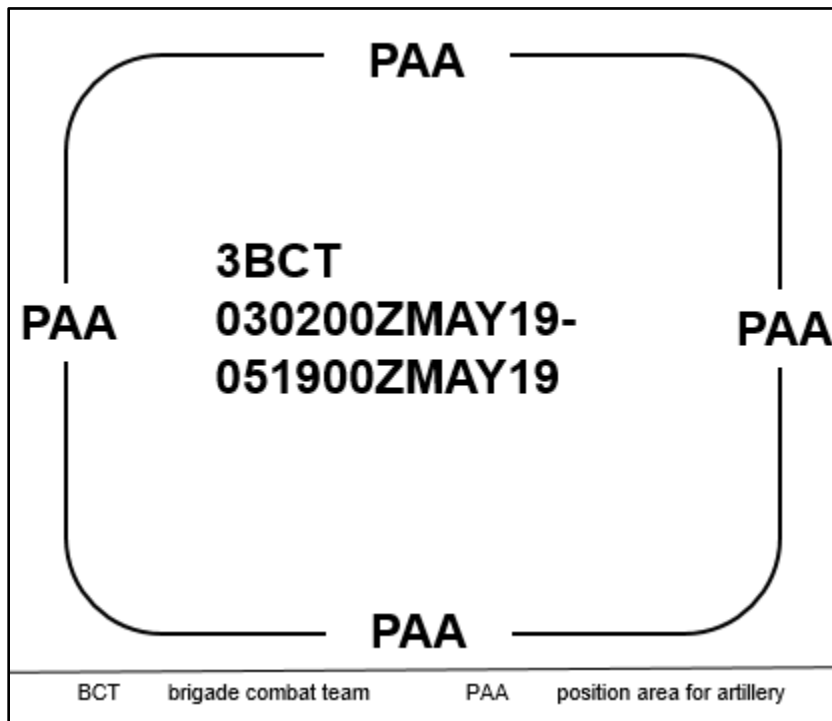 PAA
3BCT
030200ZMAY19-
051900ZMAY19
PAA PAA
PAA
BCT brigade combat team PAA position area for artillery